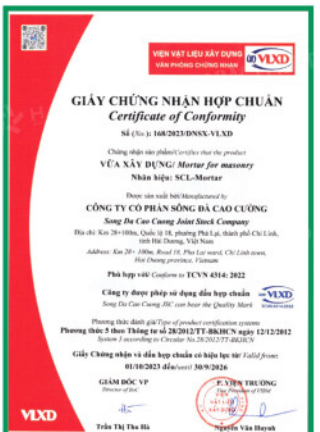 VIỆN VẬT LIỆU XÂY DỰNG
VĂN PHÒNG CHỨNG NHẬN
VLXD
GIẤY CHỨNG NHẬN HỢP CHUẨN
Certificate of Conformity
Số (No.): 168/2023/DNSX-VLXD
Chứng nhận sản phẩm/Certifies that the product
VỮA XÂY DỰNG/ Mortar for masonry
Nhãn hiệu: SCL-Mortar
Được sản xuất bởi/Manufactured by
CÔNG TY CỔ PHẦN SÔNG ĐÀ CAO CƯỜNG
Song Da Cao Cuong Joint Stock Company
Địa chỉ: Km 28+100m, Quốc lộ 18, phường Phả Lại, thành phố Chí Linh,
tỉnh Hải Dương, Việt Nam
Address: Km 28+ 100m, Road 18, Pha Lai ward, Chi Linh town,
Hai Duong province, Vietnam
Phù hợp với/ Conform to TCVN 4314: 2022
Công ty được phép sử dụng dấu hợp chuẩn
Song Da Cao Cuong JSC can bear the Quality Mark
VLXD
Phương thức đánh giá/Type of product certification systems
Phương thức 5 theo Thông tư số 28/2012/TT-BKHCN ngày 12/12/2012
System 5 according to Circular No.28/2012/TT-BKHCN
Giấy Chứng nhận và dấu hợp chuẩn có hiệu lực từ/ Valid from:
01/10/2023 đến/until 30/9/2026
GIÁM ĐỐC VP
Director of BoC
P. VIỆN TRƯỞNG
Vice President of VIBM
VLXD
Trần Thị Thu Hà
Nguyễn Văn Huynh